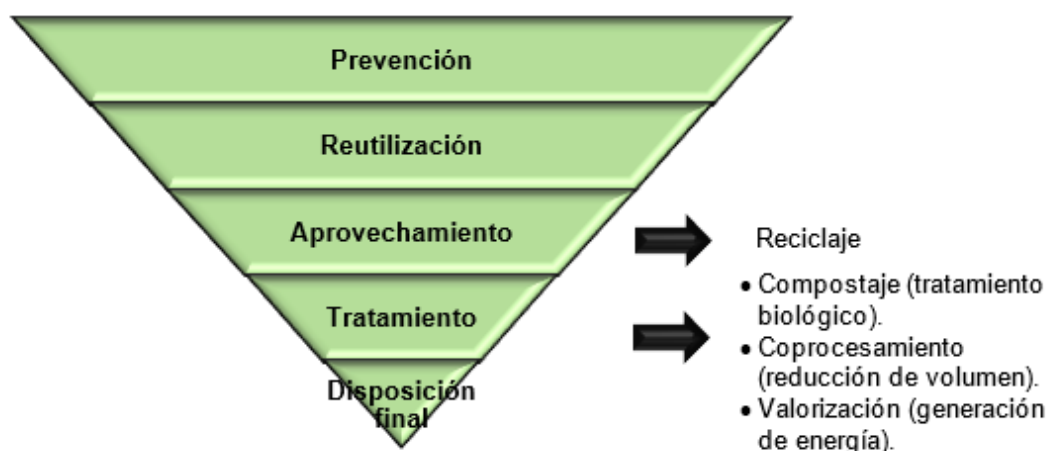 Prevención
Reutilización
Aprovechamiento
Reciclaje
Tratamiento
• Compostaje (tratamiento
biológico).
• Coprocesamiento
(reducción de volumen).
• Valorización (generación
de energía).
Disposición
final